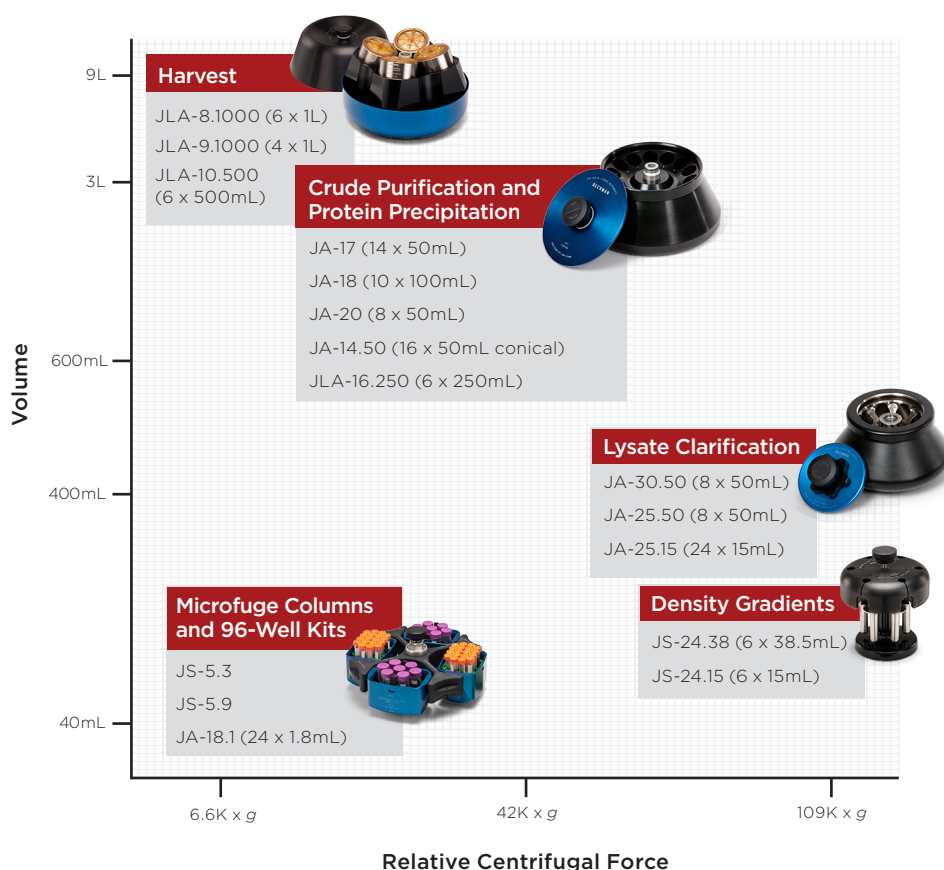 9L
3L
600mL
400mL
40mL
Volume
Harvest
JLA-8.1000 (6 x 1L)
JLA-9.1000 (4 x 1L)
JLA-10.500
(6 x 500mL)
Crude Purification and
Protein Precipitation
JA-17 (14 x 50mL)
JA-18 (10 x 100mL)
JA-20 (8 x 50mL)
JA-14.50 (16 x 50mL conical)
JLA-16.250 (6 x 250mL)
BECKMAN
Lysate Clarification
JA-30.50 (8 x 50mL)
JA-25.50 (8 x 50mL)
JA-25.15 (24 x 15mL)
Microfuge Columns
and 96-Well Kits
JS-5.3
JS-5.9
JA-18.1 (24 x 1.8mL)
Density Gradients
JS-24.38 (6 x 38.5mL)
JS-24.15 (6 x 15mL)
6.6K x g
42K x g
109K x g
Relative Centrifugal Force